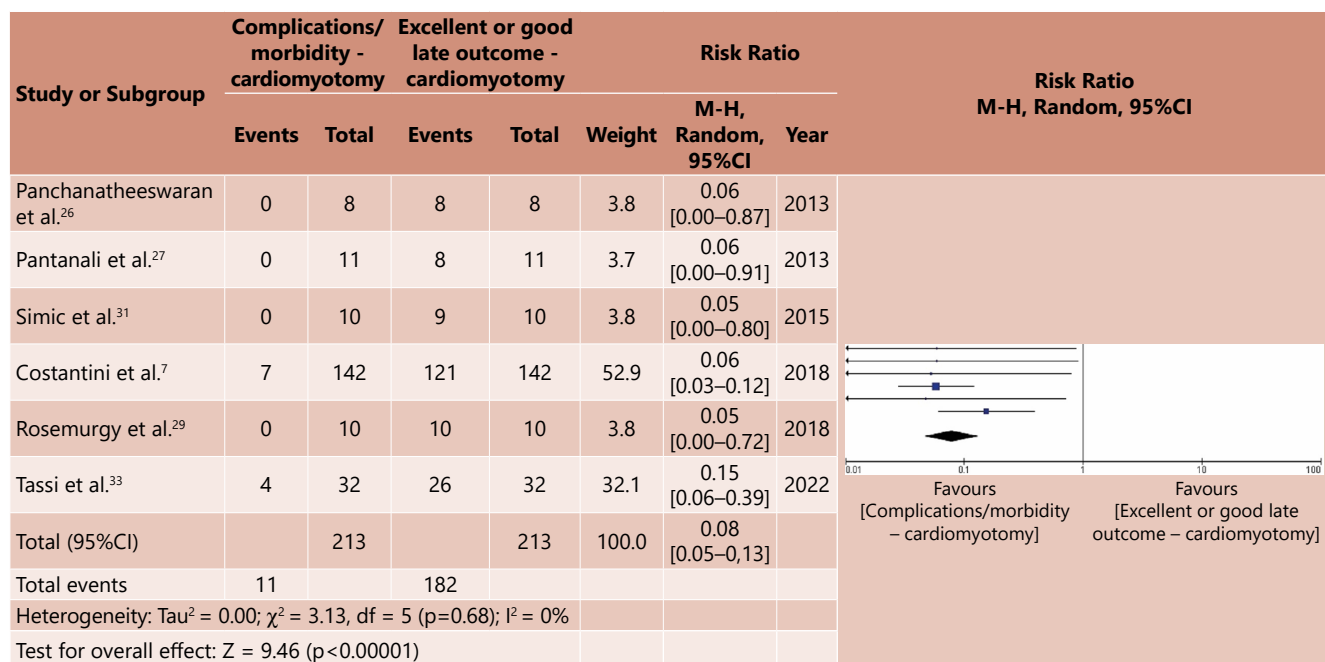 Study or Subgroup
Complications/
morbidity -
cardiomyotomy
Excellent or good
late outcome -
cardiomyotomy
Risk Ratio
Risk Ratio
M-H, Random, 95%CI
Events Total Events Total Weight M-H,
Random,
95%CI Year
Panchanatheeswaran
et al.²⁶ 0 8 8 8 3.8 0.06
[0.00–0.87] 2013
Pantanali et al.²⁷ 0 11 8 11 3.7 0.06
[0.00–0.91] 2013
Simic et al.³¹ 0 10 9 10 3.8 0.05
[0.00–0.80] 2015
Costantini et al.⁷ 7 142 121 142 52.9 0.06
[0.03–0.12] 2018
Rosemurgy et al.²⁹ 0 10 10 10 3.8 0.05
[0.00–0.72] 2018
Tassi et al.³³ 4 32 26 32 32.1 0.15
[0.06–0.39] 2022
Total (95%CI) 213 213 100.0 0.08
[0.05–0,13]
Total events 11 182
Heterogeneity: Tau² = 0.00; χ² = 3.13, df = 5 (p=0.68); I² = 0%
Test for overall effect: Z = 9.46 (p<0.00001)
0.01 0.1 1 10 100
Favours
[Complications/morbidity
– cardiomyotomy]
Favours
[Excellent or good late
outcome – cardiomyotomy]